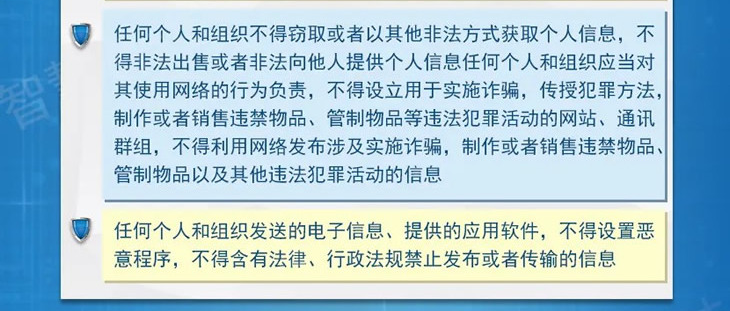 任何个人和组织不得窃取或者以其他非法方式获取个人信息，不
得非法出售或者非法向他人提供个人信息任何个人和组织应当对
其使用网络的行为负责，不得设立用于实施诈骗，传授犯罪方法，
制作或者销售违禁物品、管制物品等违法犯罪活动的网站、通讯
群组，不得利用网络发布涉及实施诈骗，制作或者销售违禁物品、
管制物品以及其他违法犯罪活动的信息
任何个人和组织发送的电子信息、提供的应用软件，不得设置恶
意程序，不得含有法律、行政法规禁止发布或者传输的信息